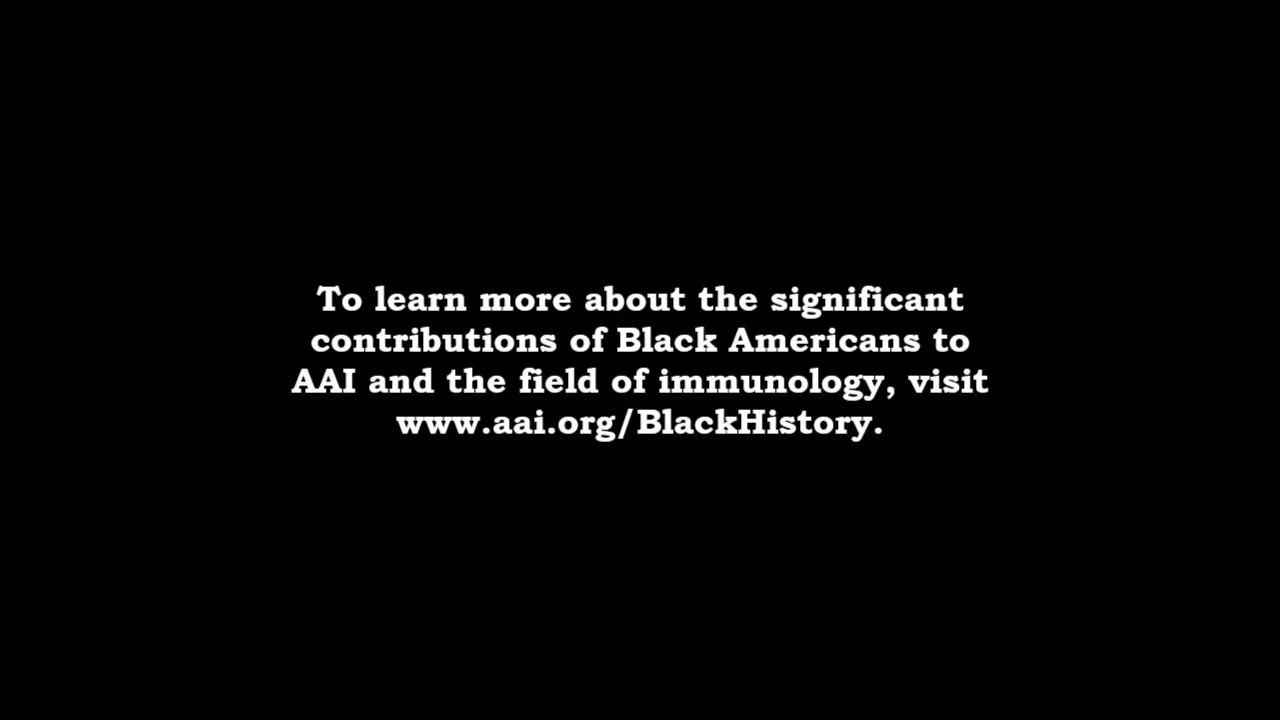 To learn more about the significant
contributions of Black Americans to
AAI and the field of immunology, visit
www.aai.org/BlackHistory.